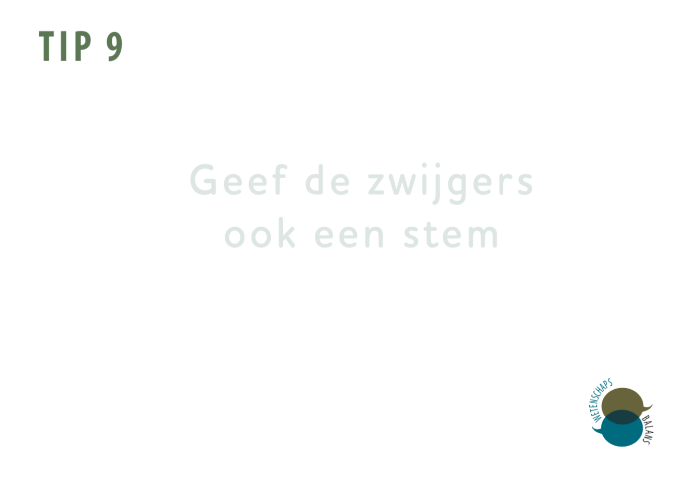 TIP 9
Geef de zwijgers
ook een stem
WETENSCHAPS
BALANS